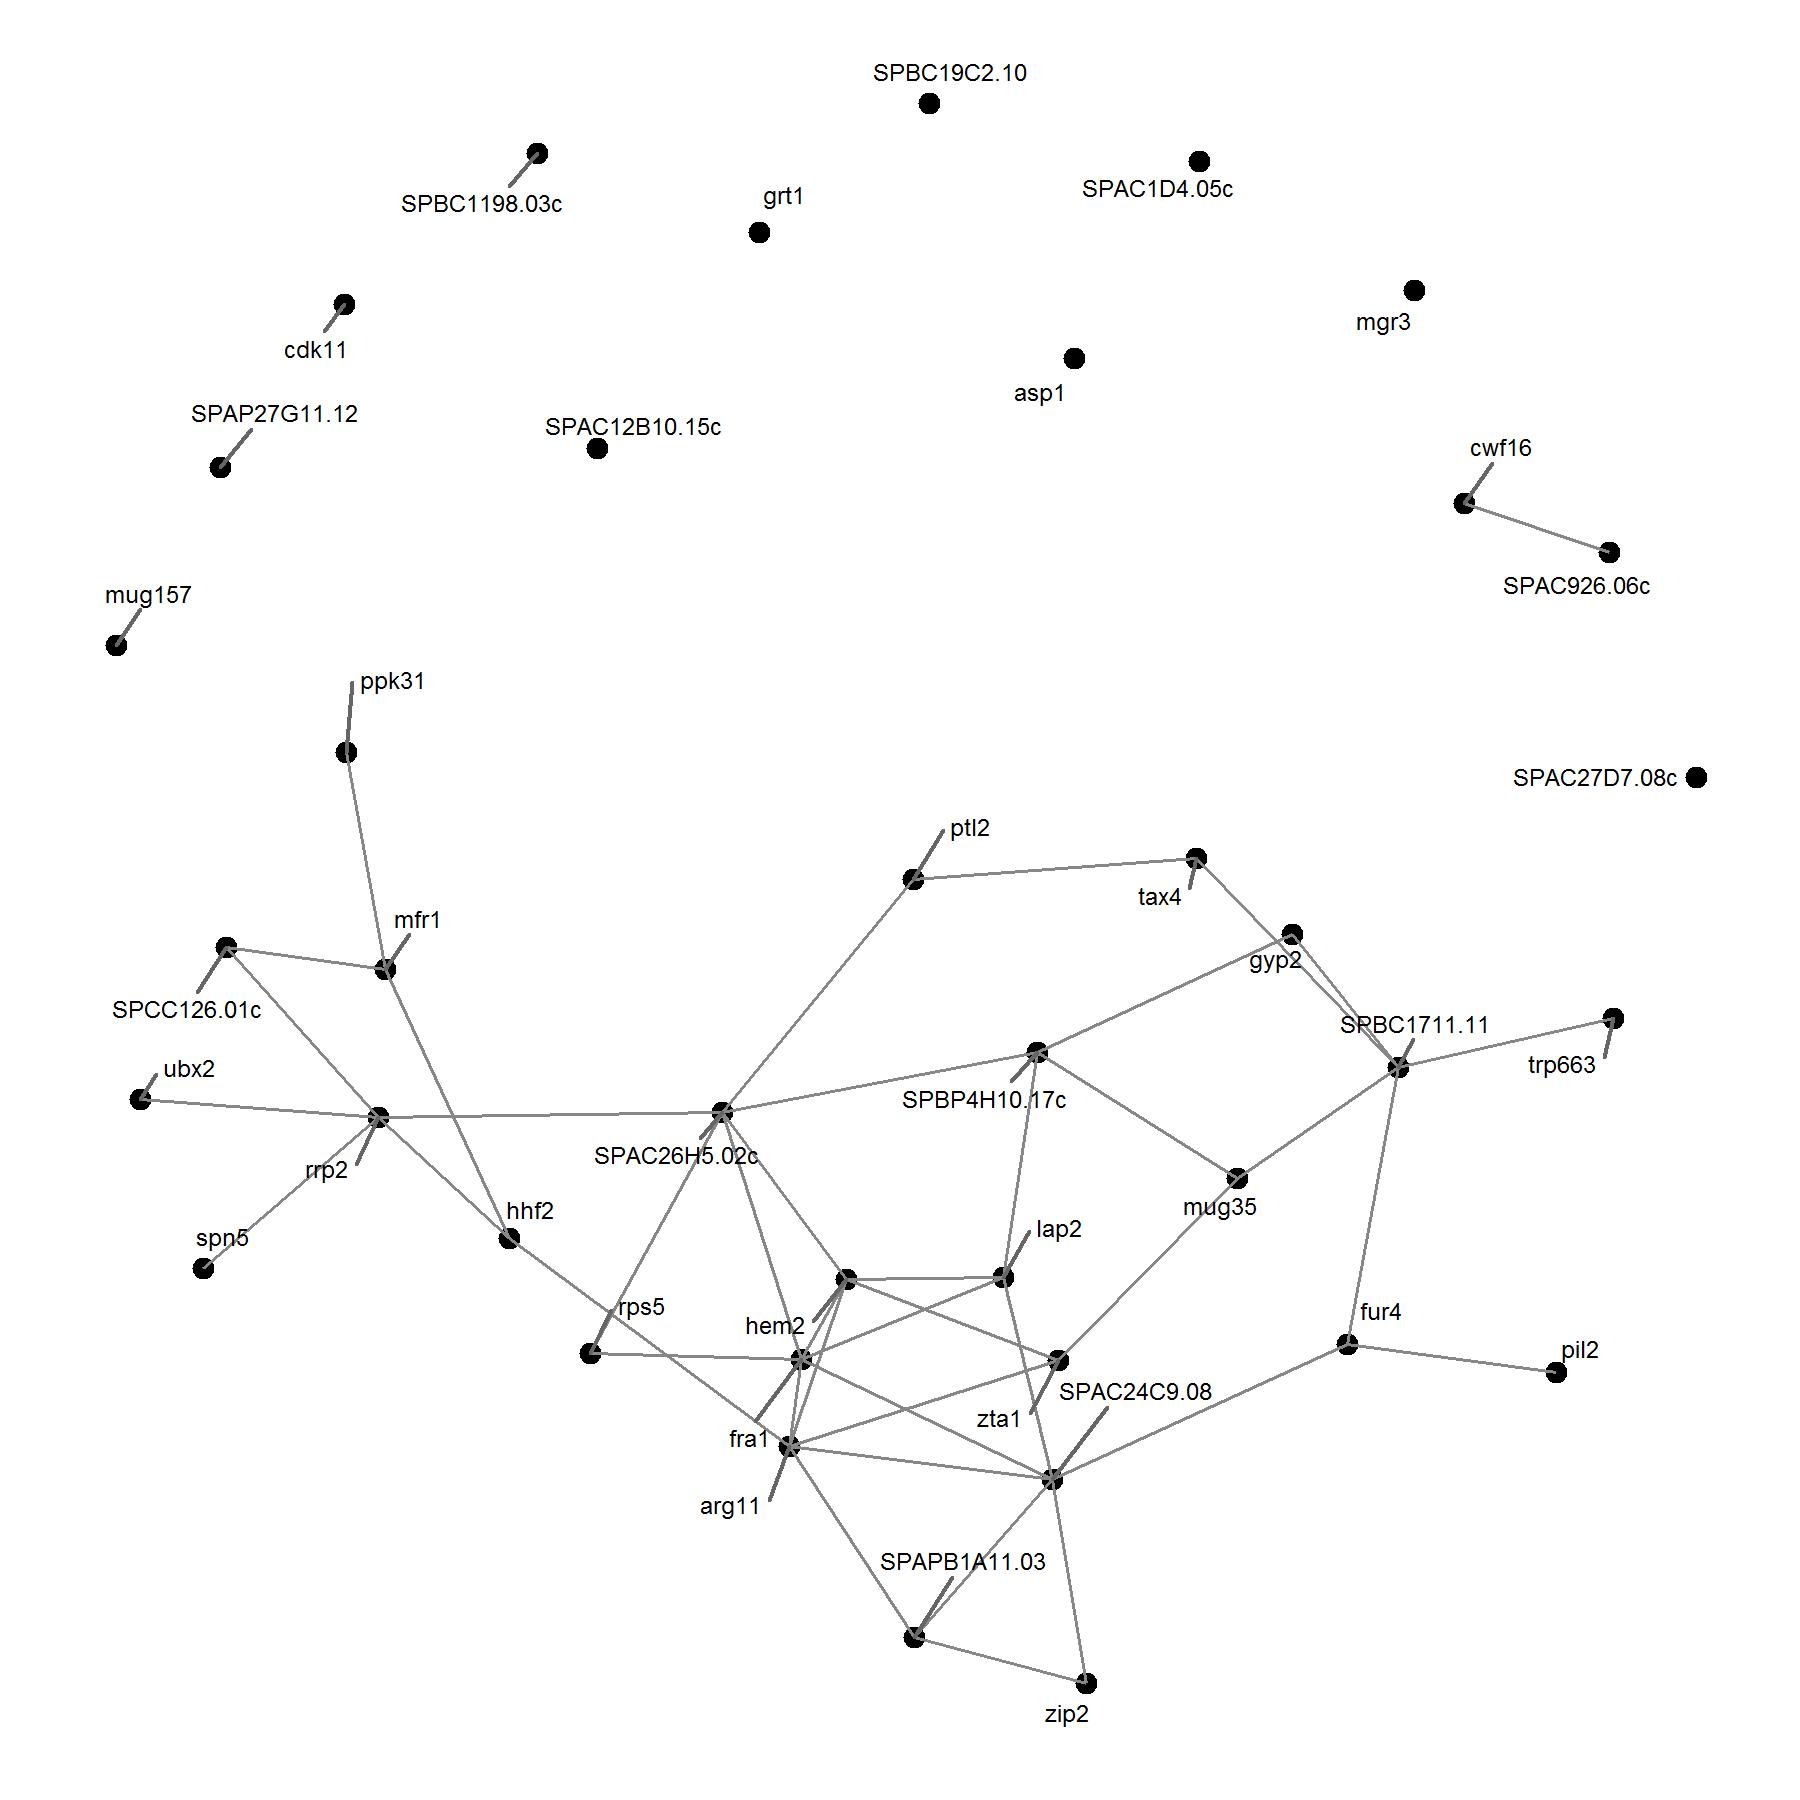 SPBC19C2.10
SPAC1D4.05c
SPBC1198.03c
grt1
mgr3
cdk11
asp1
SPAP27G11.12
SPAC12B10.15c
cwf16
SPAC926.06c
mug157
ppk31
SPAC27D7.08c
ptl2
tax4
mfr1
gyp2
SPCC126.01c
SPBC1711.11
trp663
ubx2
SPBP4H10.17c
SPAC26H5.02c
rrp2
mug35
hhf2
lap2
spn5
rps5
fur4
hem2
pil2
SPAC24C9.08
zta1
fra1
arg11
SPAPB1A11.03
zip2